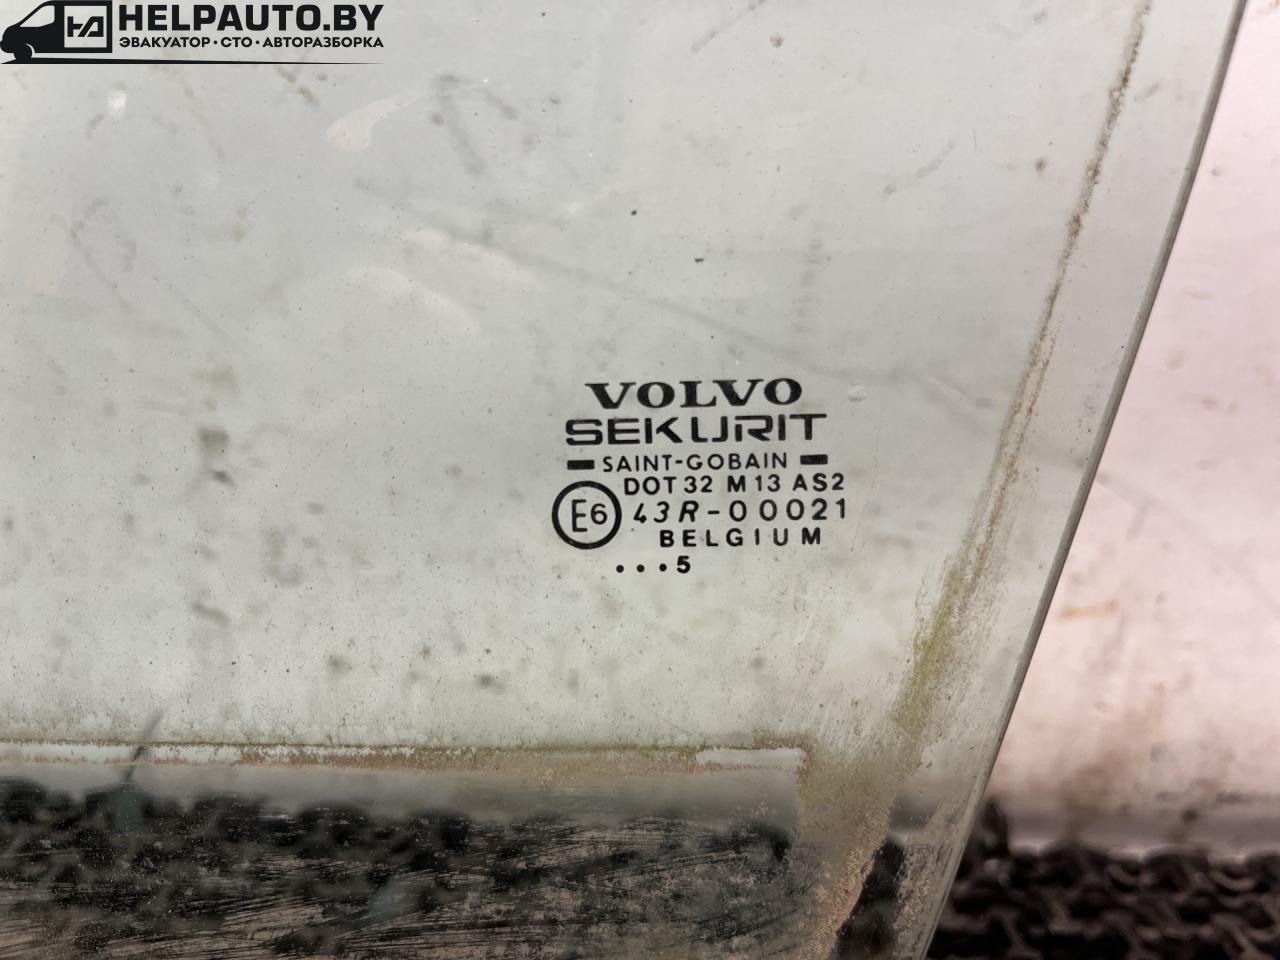 HELPAUTO.BY
ЭВАКУАТОР • СТО • АВТОРАЗБОРКА
VOLVO
SEKURIT
SAINT-GOBAIN
DOT 32 M 13 AS2
E6 43R-00021
BELGIUM
...5